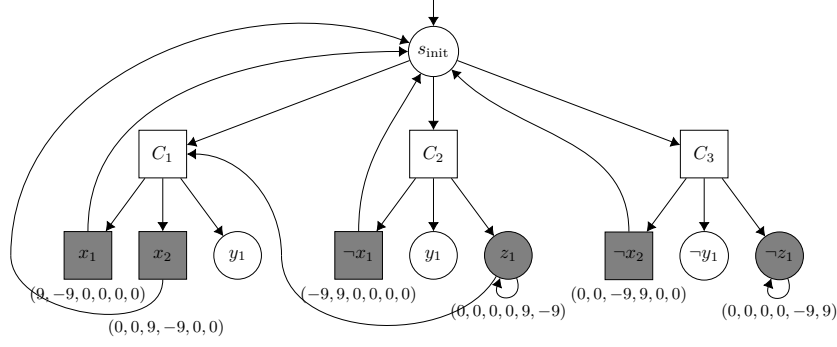 s_init
C_1 C_2 C_3
x_1 x_2 y_1 ¬x_1 y_1 z_1 ¬x_2 ¬y_1 ¬z_1
(9,−9,0,0,0,0) (−9,9,0,0,0,0) (0,0,−9,9,0,0)
(0,0,0,0,9,−9) (0,0,0,0,−9,9)
(0,0,9,−9,0,0)